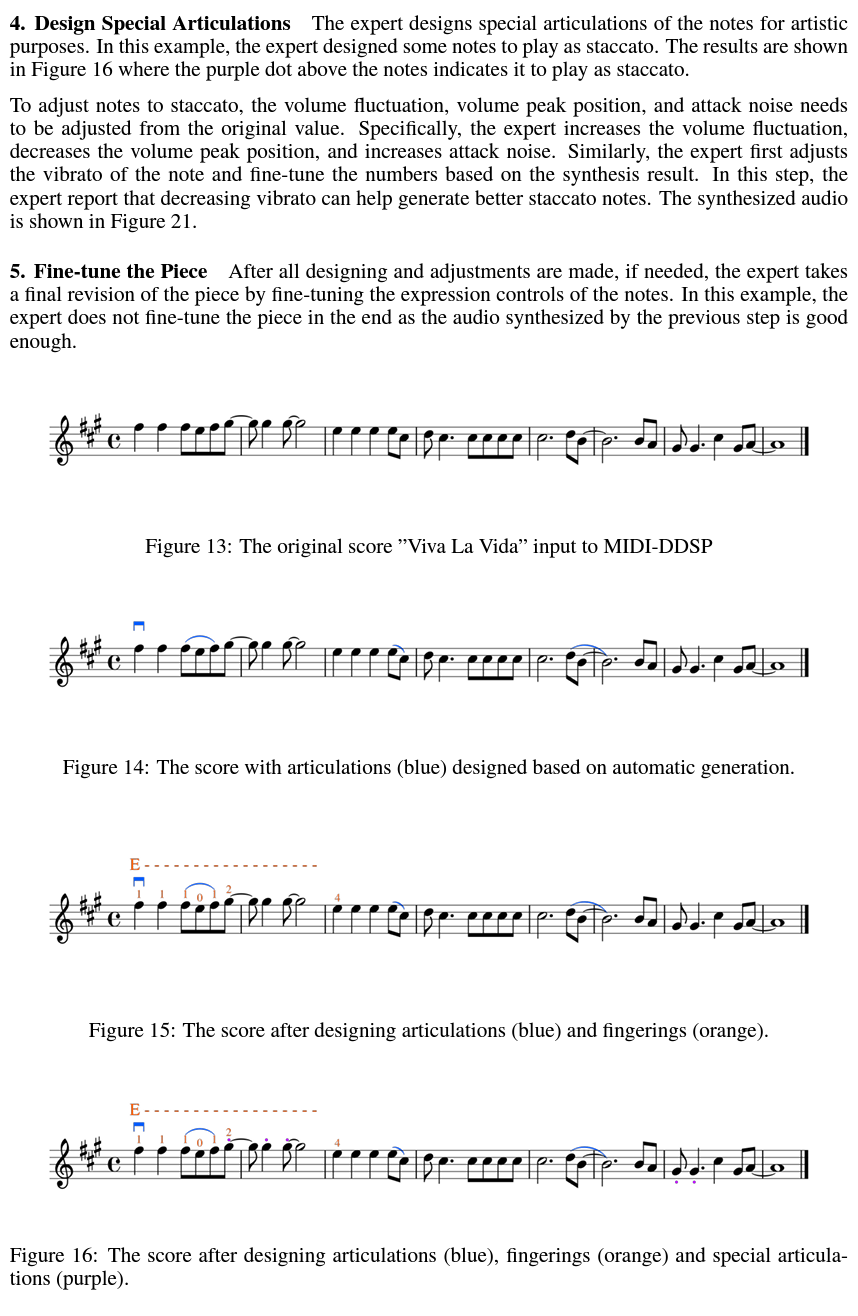 4. Design Special Articulations The expert designs special articulations of the notes for artistic
purposes. In this example, the expert designed some notes to play as staccato. The results are shown
in Figure 16 where the purple dot above the notes indicates it to play as staccato.
To adjust notes to staccato, the volume fluctuation, volume peak position, and attack noise needs
to be adjusted from the original value. Specifically, the expert increases the volume fluctuation,
decreases the volume peak position, and increases attack noise. Similarly, the expert first adjusts
the vibrato of the note and fine-tune the numbers based on the synthesis result. In this step, the
expert report that decreasing vibrato can help generate better staccato notes. The synthesized audio
is shown in Figure 21.
5. Fine-tune the Piece After all designing and adjustments are made, if needed, the expert takes
a final revision of the piece by fine-tuning the expression controls of the notes. In this example, the
expert does not fine-tune the piece in the end as the audio synthesized by the previous step is good
enough.
Figure 13: The original score ”Viva La Vida” input to MIDI-DDSP
Figure 14: The score with articulations (blue) designed based on automatic generation.
E
1 1 1 0 1 2 4
Figure 15: The score after designing articulations (blue) and fingerings (orange).
E
1 1 1 0 1 2 4
Figure 16: The score after designing articulations (blue), fingerings (orange) and special articula-
tions (purple).